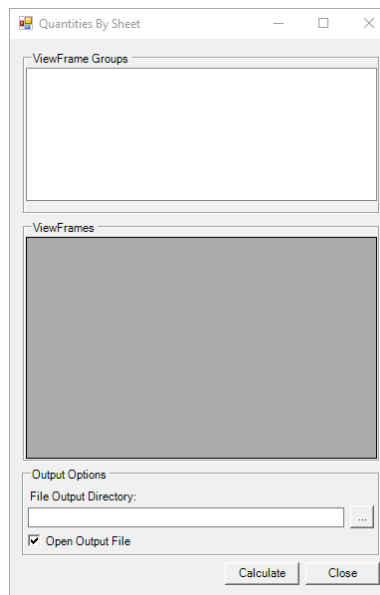 Quantities By Sheet
ViewFrame Groups
ViewFrames
Output Options
File Output Directory:
...
Open Output File
Calculate Close